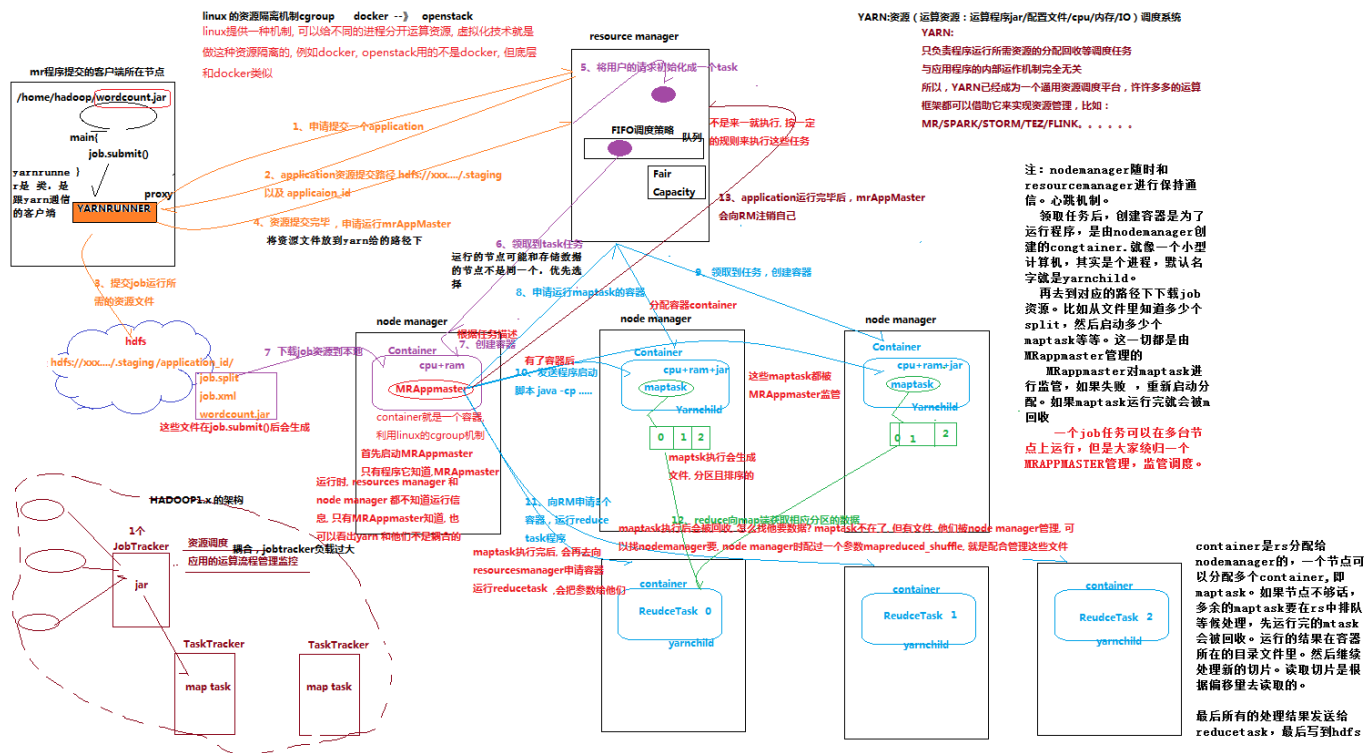 linux 的资源隔离机制cgroup docker --》 openstack
linux提供一种机制, 可以给不同的进程分开运算资源, 虚拟化技术就是
做这种资源隔离的, 例如docker, openstack用的不是docker, 但底层
和docker类似
YARN:资源（运算资源：运算程序jar/配置文件/cpu/内存/IO）调度系统
YARN:
只负责程序运行所需资源的分配回收等调度任务
与应用程序的内部运作机制完全无关
所以，YARN已经成为一个通用资源调度平台，许许多多的运算
框架都可以借助它来实现资源管理，比如：
MR/SPARK/STORM/TEZ/FLINK。。。。。。
mr程序提交的客户端所在节点
/home/hadoop/wordcount.jar
main{
job.submit()
}
yarnrunne
r是 类，是
跟yarn通信
的客户端
proxy
YARNRUNNER
resource manager
5、将用户的请求初始化成一个task
FIFO调度策略
队列
Fair
Capacity
不是来一就执行, 按一定
的规则来执行这些任务
1、申请提交一个application
2、application资源提交路径 hdfs://xxx..../.staging
以及 applicaion_id
4、资源提交完毕，申请运行mrAppMaster
将资源文件放到yarn给的路径下
3、提交job运行所
需的资源文件
13、application运行完毕后，mrAppMaster
会向RM注销自己
6、领取到task任务
运行的节点可能和存储数据
的节点不是同一个，优先选
择
8、申请运行maptask的容器
9、领取到任务，创建容器
分配容器container
注：nodemanager随时和
resourcemanager进行保持通
信。心跳机制。
领取任务后，创建容器是为了
运行程序，是由nodemanager创
建的congtainer.就像一个小型
计算机，其实是个进程，默认名
字就是yarnchild。
再去到对应的路径下下载job
资源。比如从文件里知道多少个
split，然后启动多少个
maptask等等。这一切都是由
MRappmaster管理的
MRappmaster对maptask进
行监管，如果失败 ，重新启动分
配。如果maptask运行完就会被m
回收
一个job任务可以在多台节
点上运行，但是大家统归一个
MRAPPMASTER管理，监管调度。
hdfs
hdfs://xxx..../.staging /application_id/
job.split
job.xml
wordcount.jar
这些文件在job.submit()后会生成
7 下载job资源到本地
node manager
根据任务描述
7、创建容器
Container
cpu+ram
MRAppmaster
container就是一个容器,
利用linux的cgroup机制
首先启动MRAppmaster
只有程序它知道,MRApmaster
运行时, resources manager 和
node manager 都不知道运行信
息, 只有MRAppmaster知道, 也
可以看出yarn 和他们不是耦合的
有了容器后
10、发送程序启动
脚本 java -cp .....
node manager
Container
cpu+ram+jar
maptask
Yarnchild
0 1 2
maptsk执行会生成
文件, 分区且排序的
这些maptask都被
MRAppmaster监管
node manager
Container
cpu+ram+jar
maptask
Yarnchild
0 1 2
11、向RM申请3个
容器，运行reduce
task程序
12、reduce向map端获取相应分区的数据
maptask执行后会被回收, 怎么找他要数据? maptask不在了, 但有文件, 他们被node manager管理, 可
以找nodemanager要, node manager时配过一个参数mapreduced_shuffle, 就是配合管理这些文件
maptask执行完后, 会再去向
resourcesmanager申请容器
运行reducetask ,会把参数给他们
container
ReudceTask 0
yarnchild
container
ReudceTask 1
yarnchild
container
ReudceTask 2
yarnchild
HADOOP1.x 的架构
1个
JobTracker
jar
资源调度
应用的运算流程管理监控
耦合，jobtracker负载过大
TaskTracker
map task
TaskTracker
map task
container是rs分配给
nodemanager的，一个节点可
以分配多个container,即
maptask。如果节点不够话，
多余的maptask要在rs中排队
等候处理，先运行完的mtask
会被回收。运行的结果在容器
所在的目录文件里。然后继续
处理新的切片。读取切片是根
据偏移里去读取的。
最后所有的处理结果发送给
reducetask，最后写到hdfs